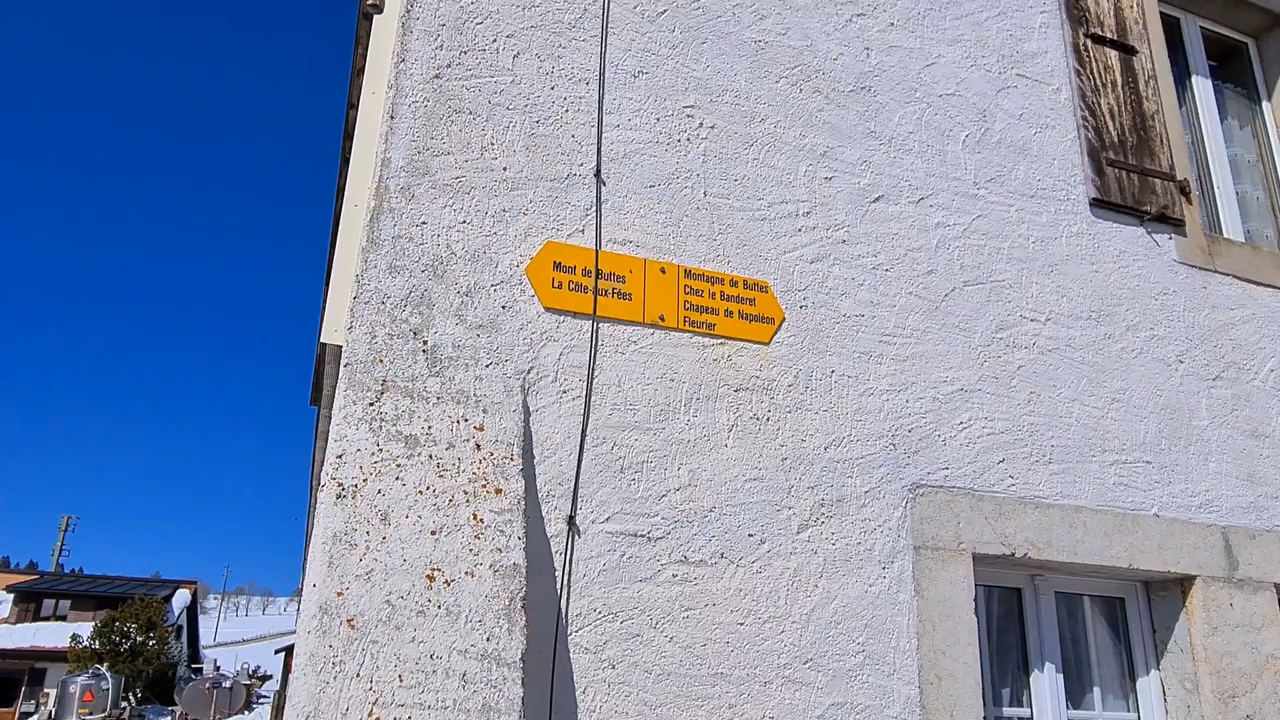 Mont de Buttes
La Côte-aux-Fées
Montagne de Buttes
Chez le Banderet
Chapeau de Napoléon
Fleurier